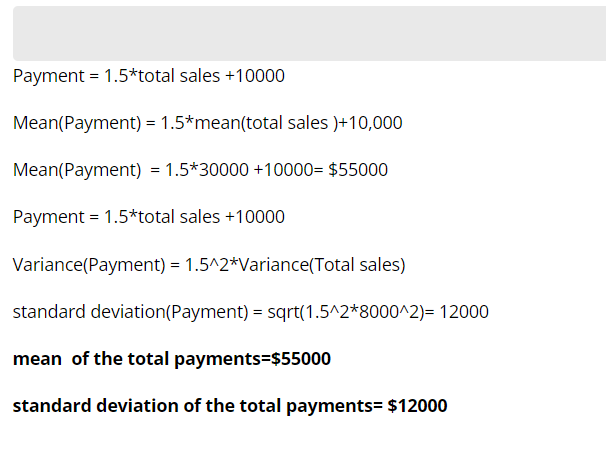 Payment = 1.5*total sales +10000
Mean(Payment) = 1.5*mean(total sales )+10,000
Mean(Payment)  = 1.5*30000 +10000= $55000
Payment = 1.5*total sales +10000
Variance(Payment) = 1.5^2*Variance(Total sales)
standard deviation(Payment) = sqrt(1.5^2*8000^2)= 12000
mean  of the total payments=$55000
standard deviation of the total payments= $12000